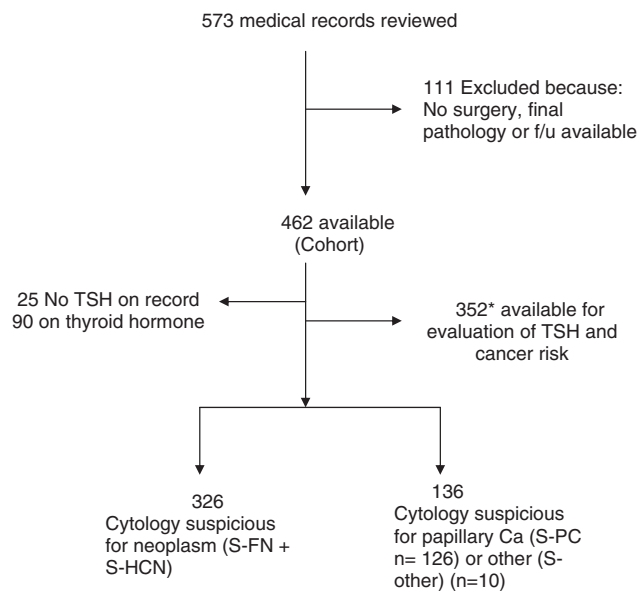 573 medical records reviewed
111 Excluded because:
No surgery, final
pathology or f/u available
462 available
(Cohort)
25 No TSH on record
90 on thyroid hormone
352* available for
evaluation of TSH and
cancer risk
326
Cytology suspicious
for neoplasm (S-FN +
S-HCN)
136
Cytology suspicious
for papillary Ca (S-PC
n= 126) or other (S-
other) (n=10)